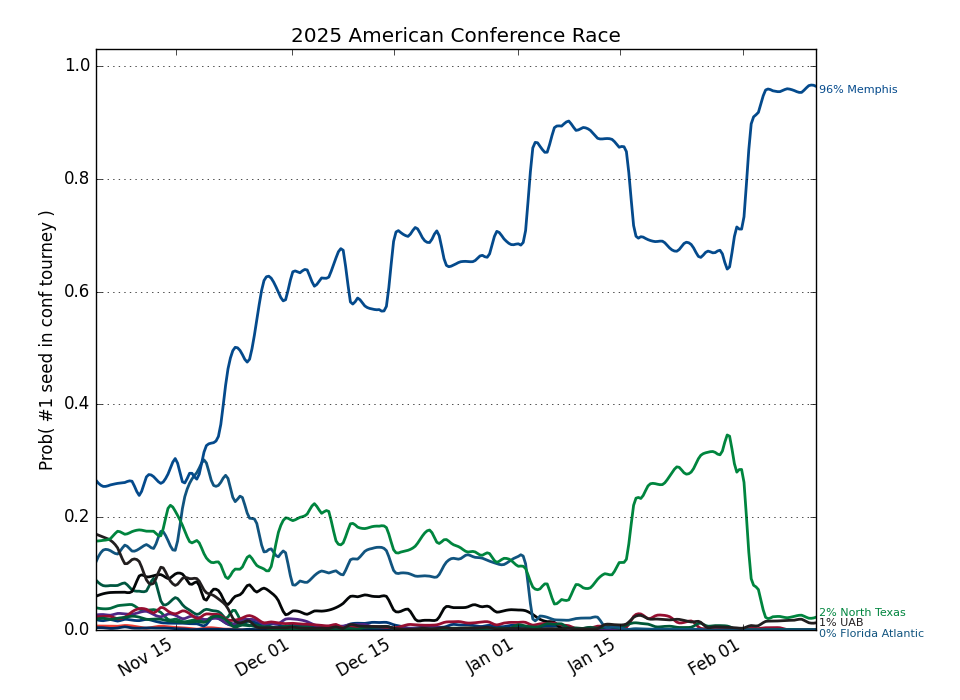 2025 American Conference Race
Prob( #1 seed in conf tourney )
1.0
0.8
0.6
0.4
0.2
0.0
96% Memphis
2% North Texas
1% UAB
0% Florida Atlantic
Nov 15
Dec 01
Dec 15
Jan 01
Jan 15
Feb 01